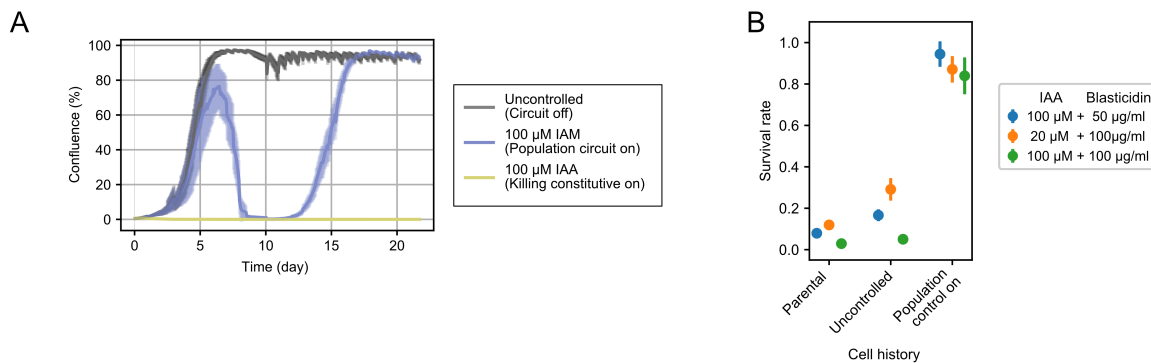 A
100
80
60
40
20
0
Confluence (%)
0 5 10 15 20
Time (day)
Uncontrolled
(Circuit off)
100 µM IAM
(Population circuit on)
100 µM IAA
(Killing constitutive on)
B
1.0
0.8
0.6
0.4
0.2
0.0
Survival rate
Parental
Uncontrolled
Population
control on
Cell history
IAA Blasticidin
100 µM + 50 µg/ml
20 µM + 100µg/ml
100 µM + 100 µg/ml